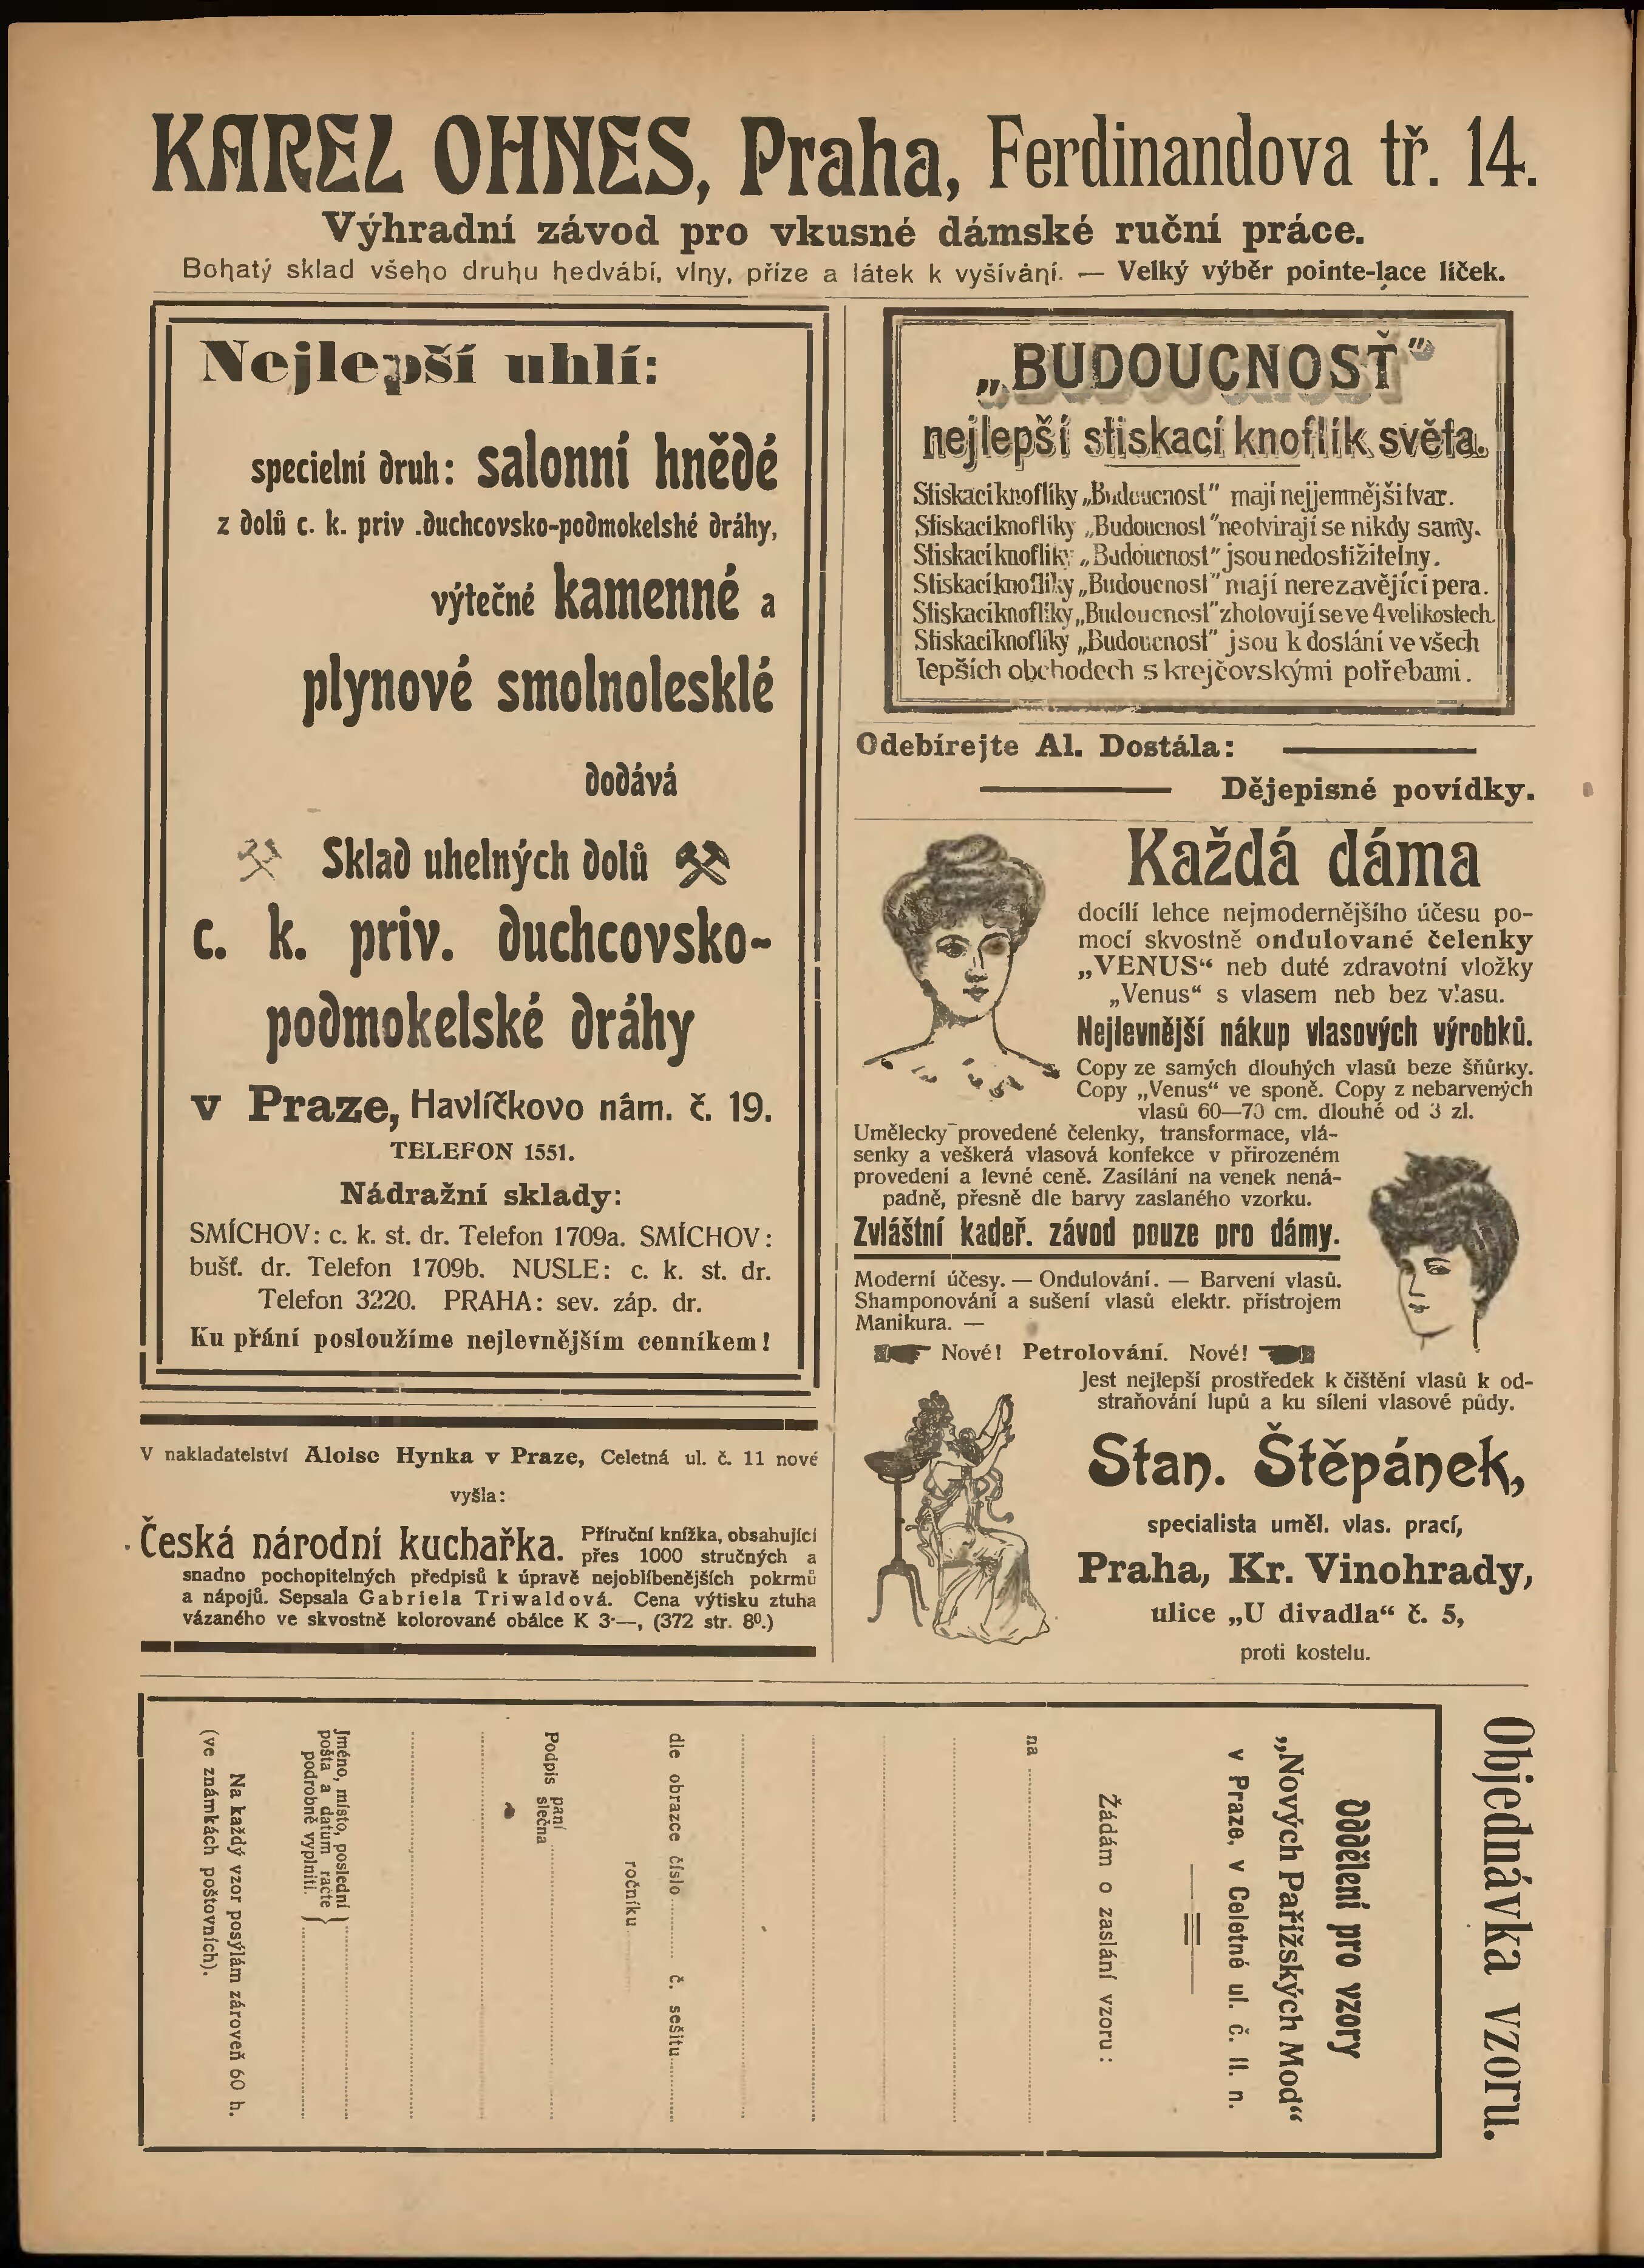 KAREL OHNES, Praha, Ferdinandova tř. 14.
Výhradní závod pro vkusné dámské ruční práce.
Bohatý sklad všeho druhu hedvábí, vlny, příze a látek k vyšívání. — Velký výběr pointe-lace líček.
Nejlepší uhlí:
specielní druh: salonní hnědé
z dolů c. k. priv .duchcovsko-podmokelshé dráhy,
výtečné kamenné a
plynové smolnolesklé
dodává
Sklad uhelných dolů
c. k. priv. duchcovsko-
podmokelské dráhy
v Praze, Havlíčkovo nám. č. 19.
TELEFON 1551.
Nádražní sklady:
SMÍCHOV: c. k. st. dr. Telefon 1709a. SMÍCHOV:
bušť. dr. Telefon 1709b. NUSLE: c. k. st. dr.
Telefon 3220. PRAHA: sev. záp. dr.
Ku přání posloužíme nejlevnějším cenníkem!
V nakladatelství Aloise Hynka v Praze, Celetná ul. č. 11 nové
vyšla:
Česká národní kuchařka. Příruční knížka, obsahující
přes 1000 stručných a
snadno pochopitelných předpisů k úpravě nejoblíbenějších pokrmů
a nápojů. Sepsala Gabriela Triwaldová. Cena výtisku ztuha
vázaného ve skvostně kolorované obálce K 3·—, (372 str. 8⁰.)
„BUDOUCNOSŤ"
nejlepší stiskací knoflík světa.
Stiskací knoflíky „Budoucnost" mají nejjemnější tvar.
Stiskací knoflíky „Budoucnost" neotvirají se nikdy samy.
Stiskací knoflíky „Budoucnost" jsou nedostižitelny.
Stiskací knoflíky „Budoucnost" mají nerezavějící pera.
Stiskací knoflíky „Budoucnost" zhotovují se ve 4 velikostech.
Stiskací knoflíky „Budoucnost" jsou k dostání ve všech
lepších obchodech s krejčovskými potřebami.
Odebírejte Al. Dostála:
Dějepisné povídky.
Každá dáma
docílí lehce nejmodernějšího účesu po-
mocí skvostně ondulované čelenky
„VENUS“ neb duté zdravotní vložky
„Venus“ s vlasem neb bez vlasu.
Nejlevnější nákup vlasových výrobků.
Copy ze samých dlouhých vlasů beze šňůrky.
Copy „Venus“ ve sponě. Copy z nebarvených
vlasů 60—70 cm. dlouhé od 3 zl.
Umělecky provedené čelenky, transformace, vlá-
senky a veškerá vlasová konfekce v přirozeném
provedení a levné ceně. Zasílání na venek nená-
padně, přesně dle barvy zaslaného vzorku.
Zvláštní kadeř. závod pouze pro dámy.
Moderní účesy. — Ondulování. — Barvení vlasů.
Shamponování a sušení vlasů elektr. přístrojem
Manikura. —
Nové! Petrolování. Nové!
Jest nejlepší prostředek k čištění vlasů k od-
straňování lupů a ku sílení vlasové půdy.
Stan. Štěpánek,
specialista uměl. vlas. prací,
Praha, Kr. Vinohrady,
ulice „U divadla“ č. 5,
proti kostelu.
Objednávka vzoru.
Oddělení pro vzory
„Nových Pařížských Mod“
v Praze, v Celetné ul. č. 11. n.
Žádám o zaslání vzoru:
na
dle obrazce číslo č. sešitu
ročníku
Podpis paní
slečna
Jméno, místo, poslední
pošta a datum račte
podrobně vyplniti.
Na každý vzor posýlám zároveň 60 h.
(ve známkách poštovních).